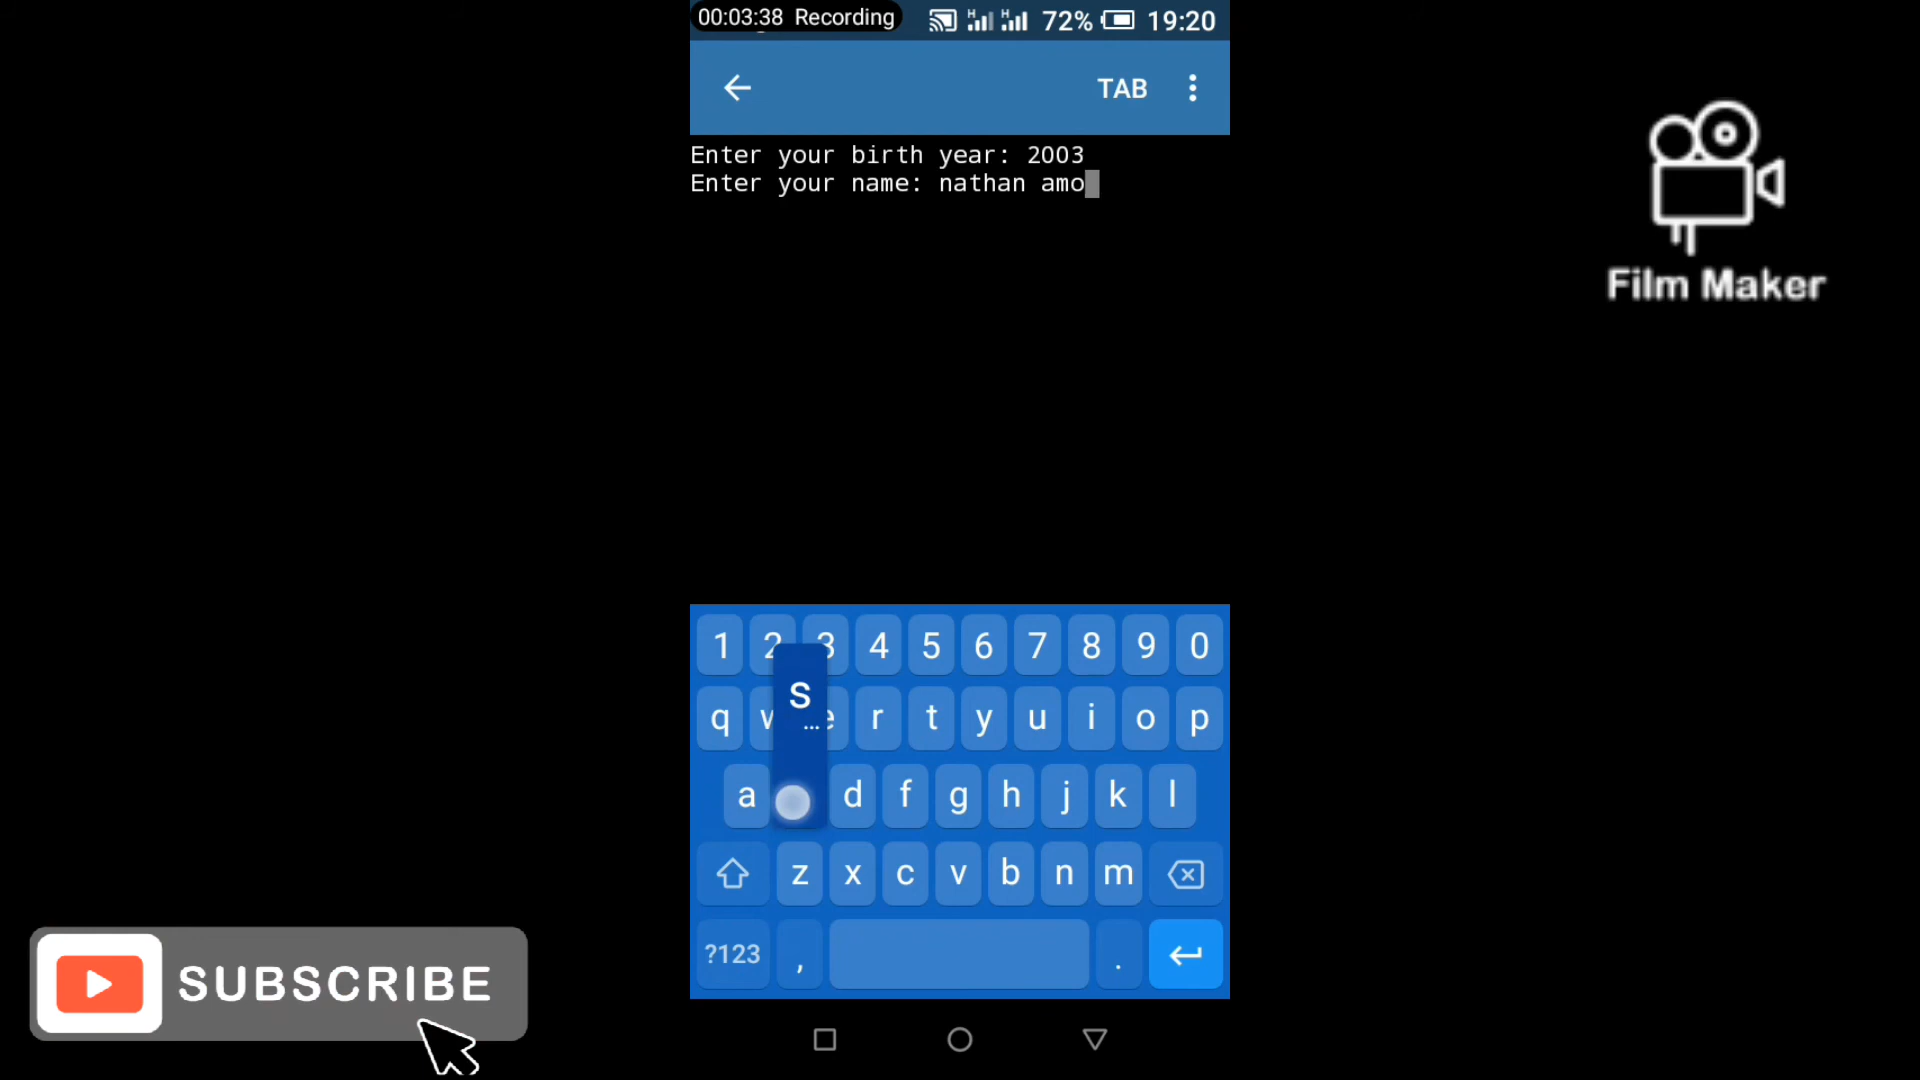 00:03:38 Recording
H H 72% 19:20
TAB
Enter your birth year: 2003
Enter your name: nathan amo
Film Maker
1 2 3 4 5 6 7 8 9 0
s
...
q w e r t y u i o p
a d f g h j k l
z x c v b n m
?123 , .
SUBSCRIBE